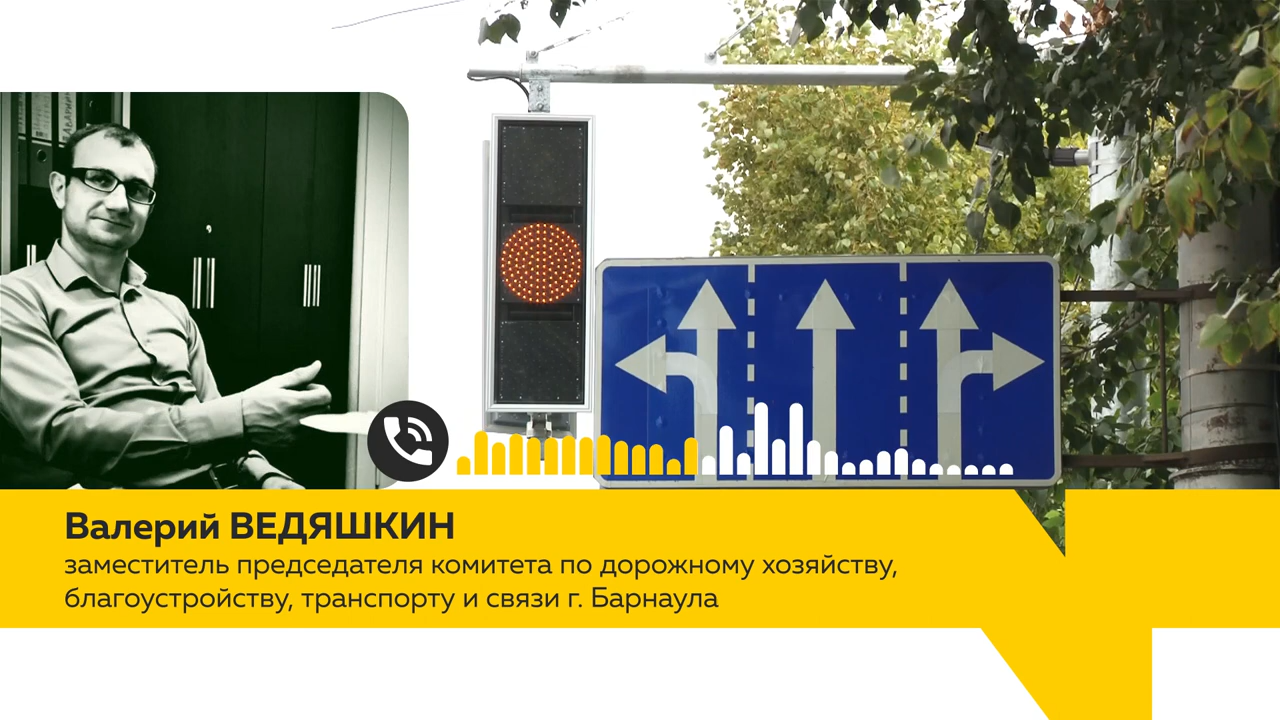 Валерий ВЕДЯШКИН
заместитель председателя комитета по дорожному хозяйству,
благоустройству, транспорту и связи г. Барнаула